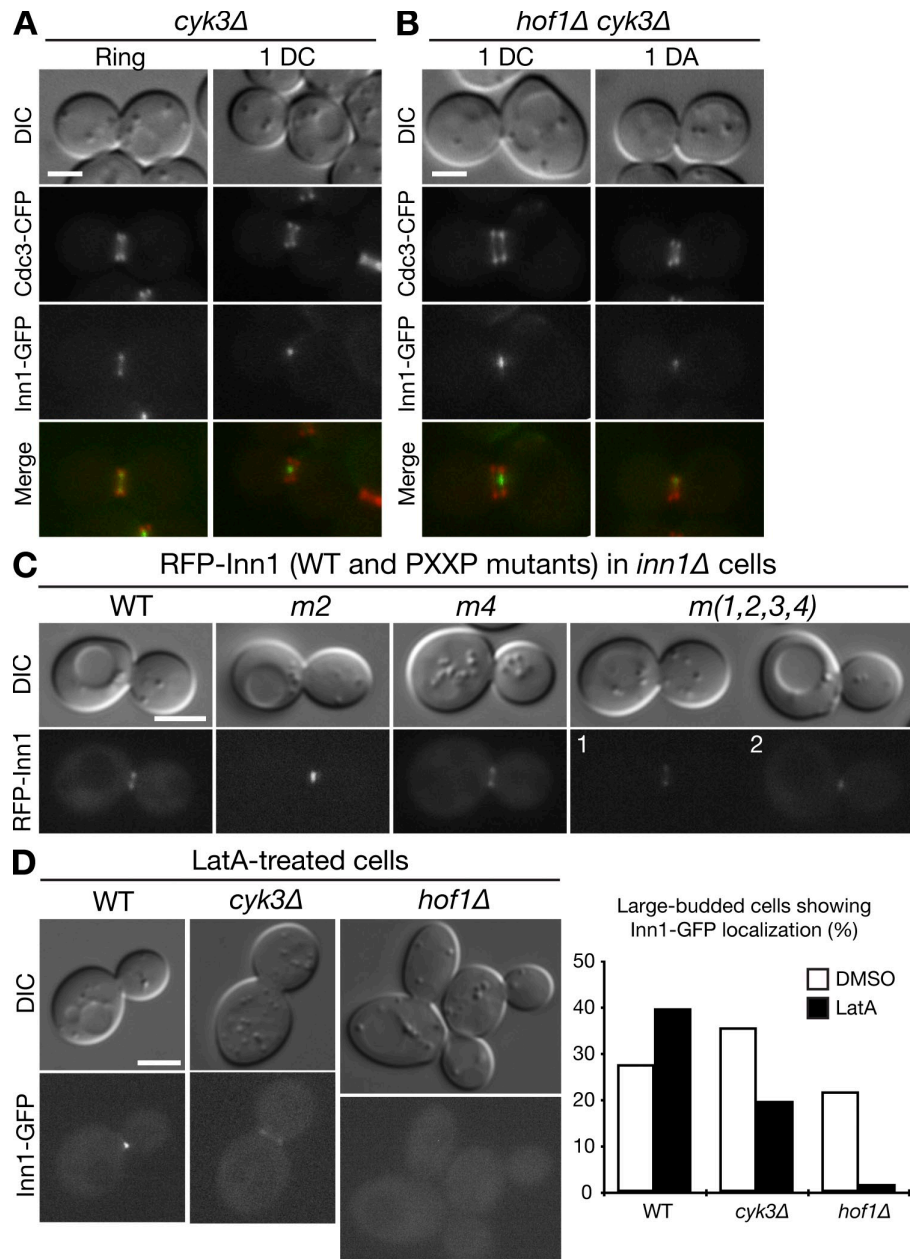 A
cyk3Δ
Ring
1 DC
DIC
Cdc3-CFP
Inn1-GFP
Merge
B
hof1Δ cyk3Δ
1 DC
1 DA
DIC
Cdc3-CFP
Inn1-GFP
Merge
C
RFP-Inn1 (WT and PXXP mutants) in inn1Δ cells
WT
m2
m4
m(1,2,3,4)
DIC
RFP-Inn1
1
2
D
LatA-treated cells
WT
cyk3Δ
hof1Δ
DIC
Inn1-GFP
Large-budded cells showing
Inn1-GFP localization (%)
50
40
30
20
10
0
DMSO
LatA
WT
cyk3Δ
hof1Δ